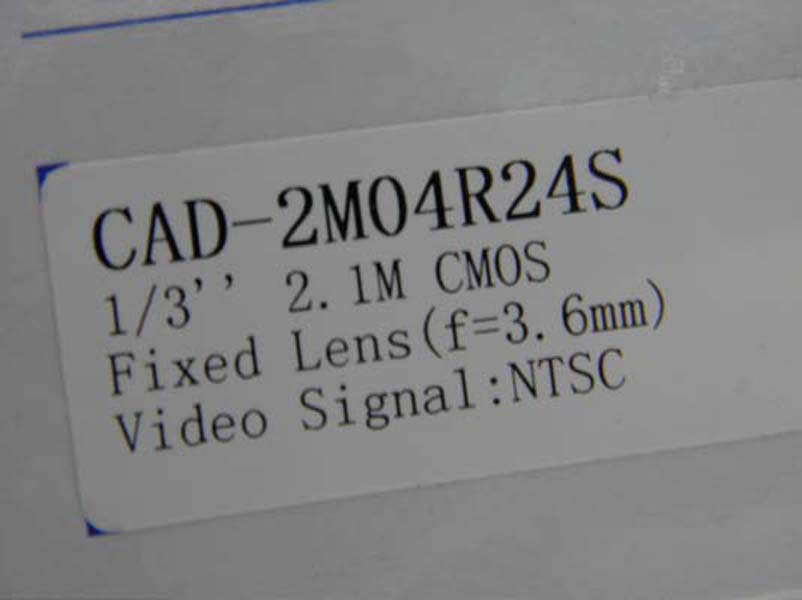 CAD-2M04R24S
1/3'' 2.1M CMOS
Fixed Lens(f=3.6mm)
Video Signal:NTSC